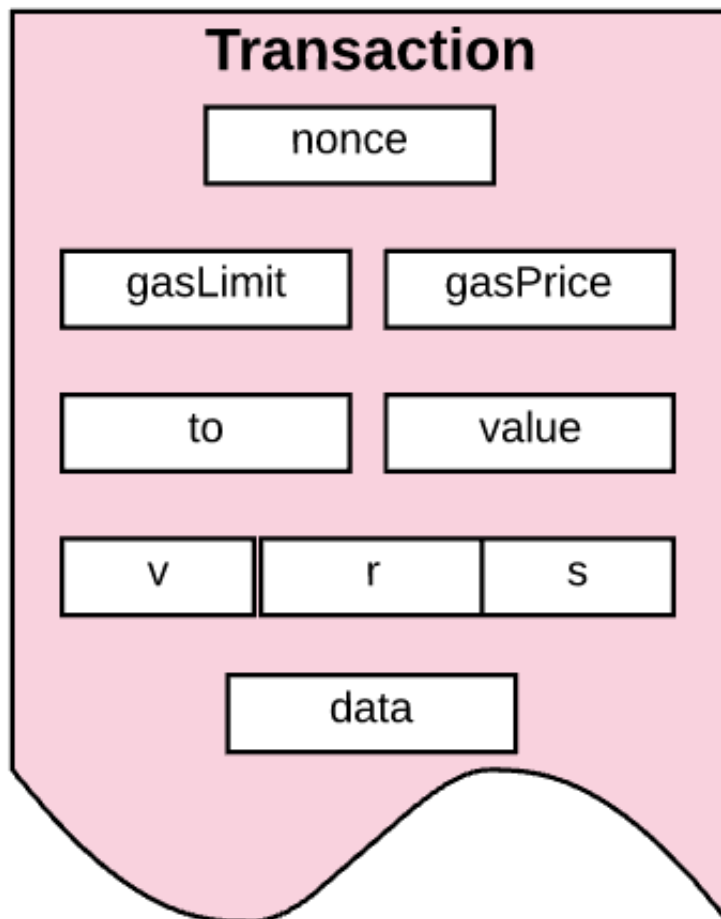 Transaction
nonce
gasLimit gasPrice
to value
v r s
data